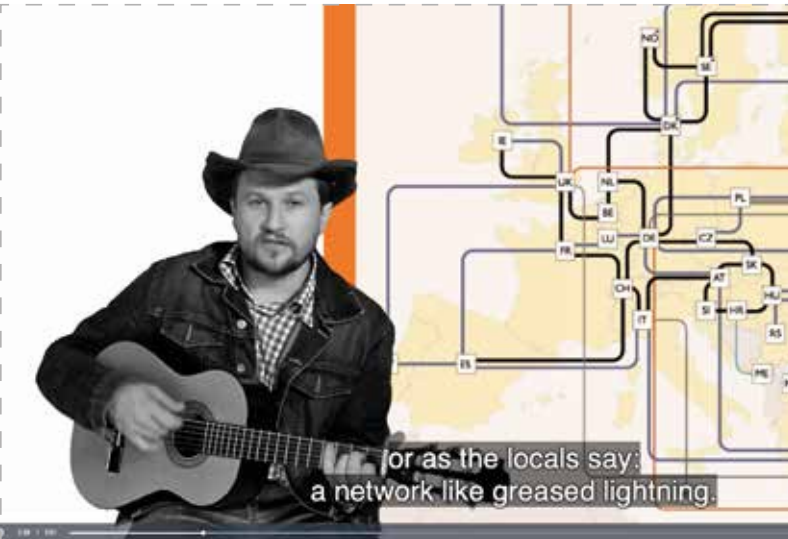 NO
SE
DK
IE
UK
NL
PL
BE
LU
DE
CZ
FR
SK
AT
CH
HU
SI
HR
IT
RS
ES
ME
or as the locals say:
a network like greased lightning.